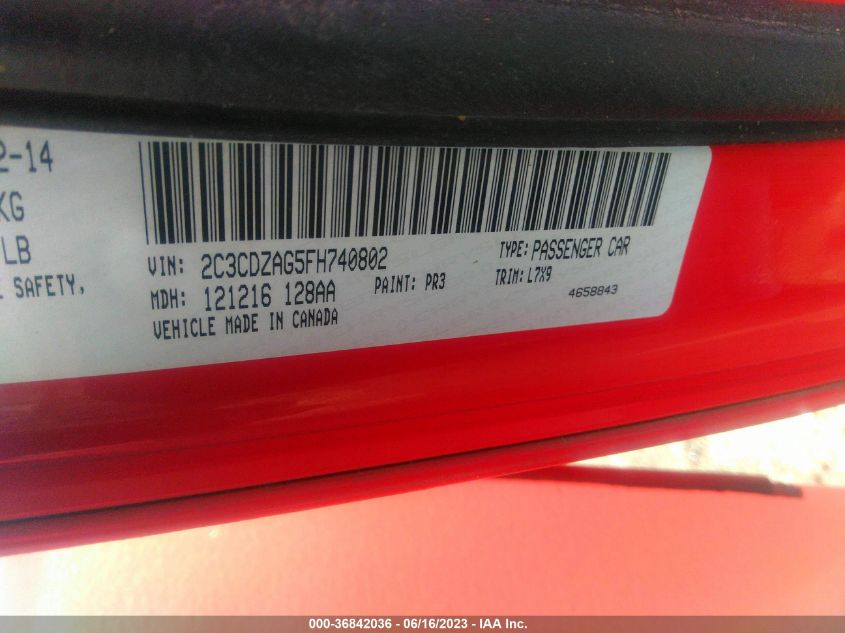 2-14
KG
LB
SAFETY,
VIN: 2C3CDZAG5FH740802
TYPE: PASSENGER CAR
MDH: 121216 128AA
PAINT: PR3
TRIM: L7X9
VEHICLE MADE IN CANADA
4658843
000-36842036 - 06/16/2023 - IAA Inc.